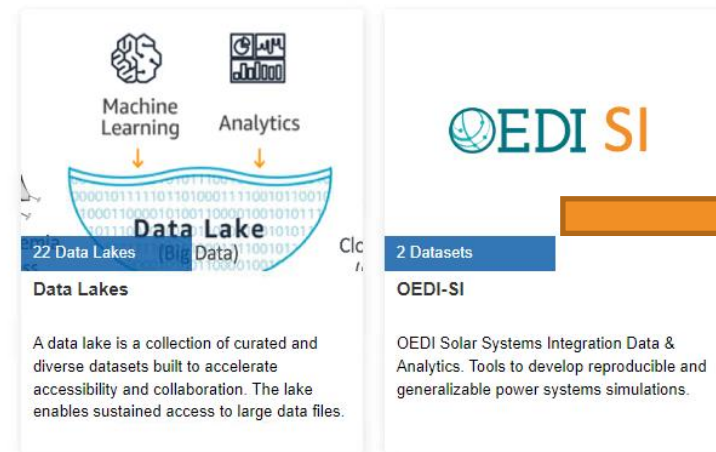 Machine
Learning
Analytics
Data Lake
(Big Data)
22 Data Lakes
Data Lakes
A data lake is a collection of curated and
diverse datasets built to accelerate
accessibility and collaboration. The lake
enables sustained access to large data files.
OEDI SI
2 Datasets
OEDI-SI
OEDI Solar Systems Integration Data &
Analytics. Tools to develop reproducible and
generalizable power systems simulations.